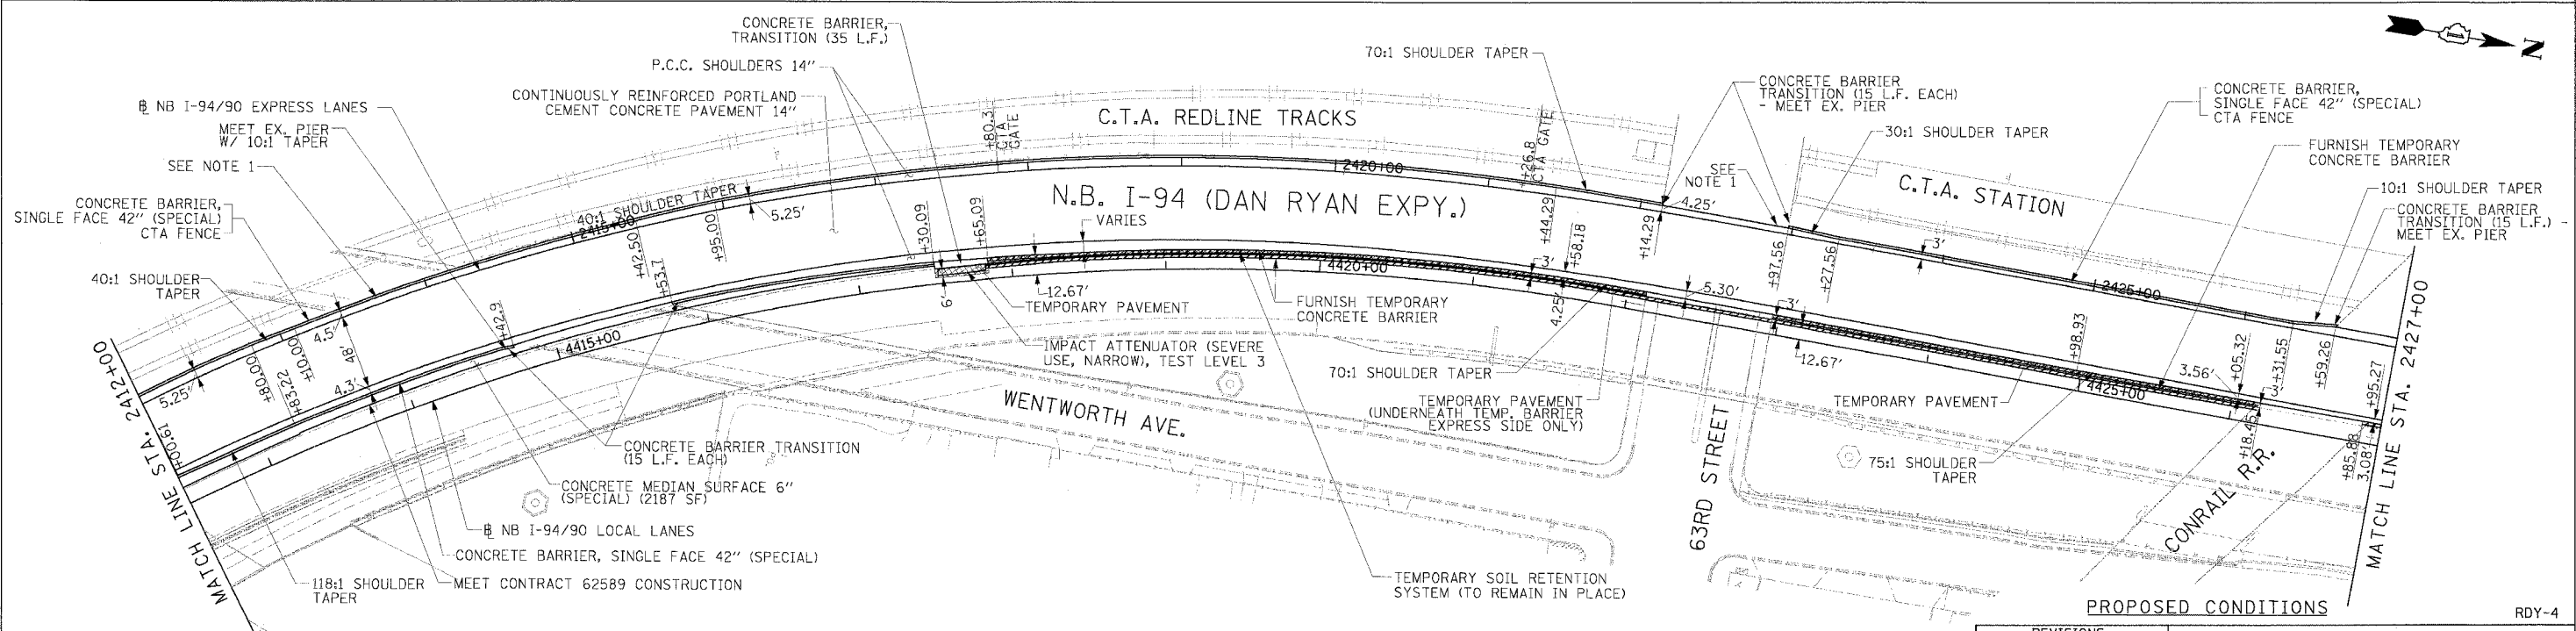 CONCRETE BARRIER,
TRANSITION (35 L.F.)
P.C.C. SHOULDERS 14"
CONTINUOUSLY REINFORCED PORTLAND
CEMENT CONCRETE PAVEMENT 14"
NB I-94/90 EXPRESS LANES
MEET EX. PIER
W/ 10:1 TAPER
SEE NOTE 1
CONCRETE BARRIER,
SINGLE FACE 42" (SPECIAL)
CTA FENCE
40:1 SHOULDER
TAPER
40:1 SHOULDER TAPER
2415+00
5.25'
+80.3
CTA
GATE
C.T.A. REDLINE TRACKS
70:1 SHOULDER TAPER
2420+00
+26.8
CTA GATE
N.B. I-94 (DAN RYAN EXPY.)
VARIES
CONCRETE BARRIER
TRANSITION (15 L.F. EACH)
- MEET EX. PIER
30:1 SHOULDER TAPER
SEE
NOTE 1
4.25'
C.T.A. STATION
CONCRETE BARRIER,
SINGLE FACE 42" (SPECIAL)
CTA FENCE
FURNISH TEMPORARY
CONCRETE BARRIER
10:1 SHOULDER TAPER
CONCRETE BARRIER
TRANSITION (15 L.F.) -
MEET EX. PIER
N
MATCH LINE STA. 2412+00
+00.61
5.25'
+80.00
+83.22
+10.00
4.5'
48'
4.3'
+42.9
4415+00
+42.50
+53.7
+95.00
+30.09
+65.09
6'
12.67'
TEMPORARY PAVEMENT
FURNISH TEMPORARY
CONCRETE BARRIER
4420+00
IMPACT ATTENUATOR (SEVERE
USE, NARROW), TEST LEVEL 3
3'
+44.29
+58.18
4.25'
+14.29
5.30'
70:1 SHOULDER TAPER
TEMPORARY PAVEMENT
(UNDERNEATH TEMP. BARRIER
EXPRESS SIDE ONLY)
+97.56
+27.56
3'
3'
12.67'
2425+00
+98.93
TEMPORARY PAVEMENT
4425+00
3.56'
+05.32
3'
+31.55
+59.26
+95.27
+18.45
+85.88
3.08'
75:1 SHOULDER
TAPER
WENTWORTH AVE.
63RD STREET
CONRAIL R.R.
MATCH LINE STA. 2427+00
CONCRETE BARRIER TRANSITION
(15 L.F. EACH)
CONCRETE MEDIAN SURFACE 6"
(SPECIAL) (2187 SF)
NB I-94/90 LOCAL LANES
CONCRETE BARRIER, SINGLE FACE 42" (SPECIAL)
118:1 SHOULDER
TAPER
MEET CONTRACT 62589 CONSTRUCTION
TEMPORARY SOIL RETENTION
SYSTEM (TO REMAIN IN PLACE)
PROPOSED CONDITIONS
RDY-4
REVISIONS